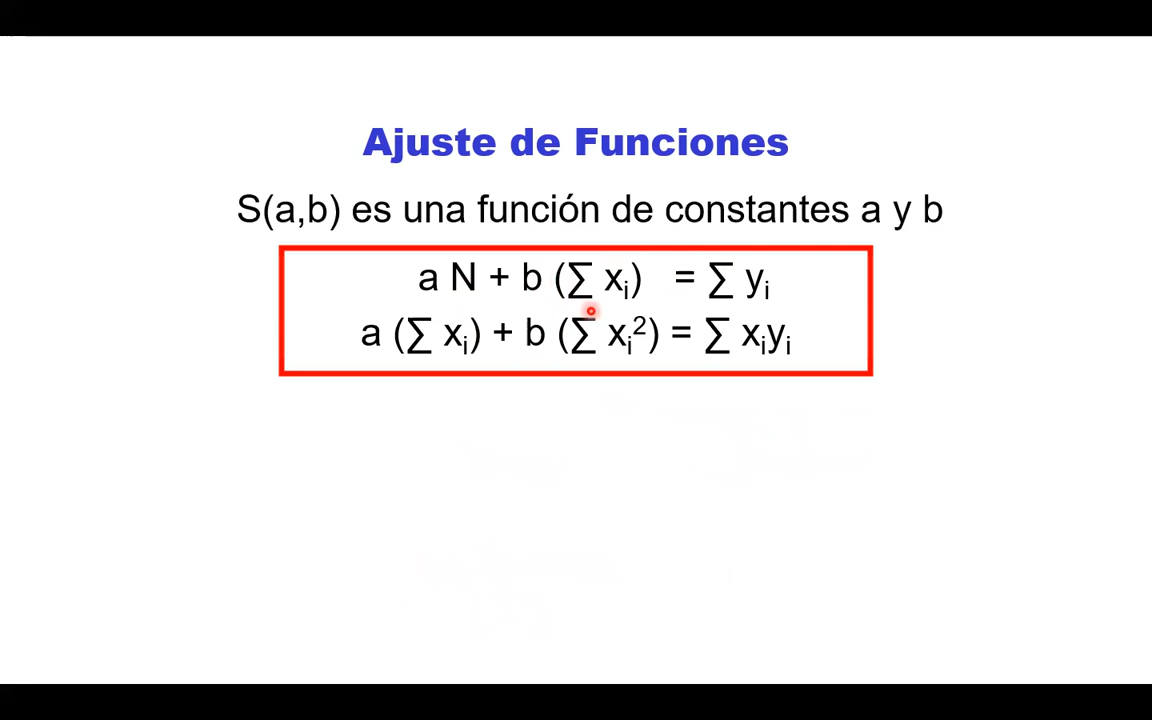 Ajuste de Funciones
S(a,b) es una función de constantes a y b
a N + b (∑ xᵢ) = ∑ yᵢ
a (∑ xᵢ) + b (∑ xᵢ²) = ∑ xᵢyᵢ